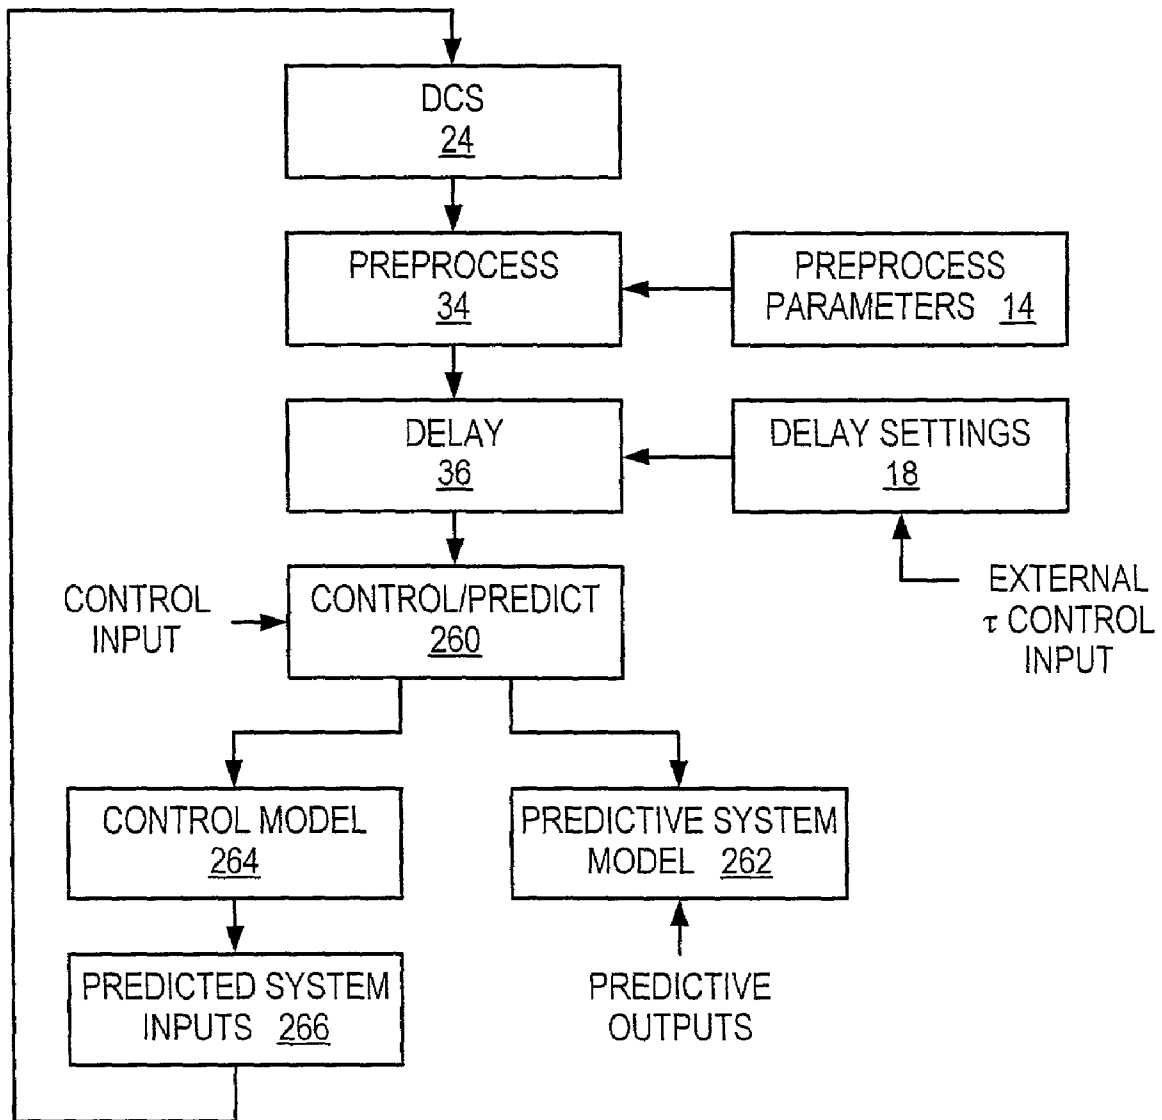 DCS
24
PREPROCESS
34
PREPROCESS
PARAMETERS 14
DELAY
36
DELAY SETTINGS
18
CONTROL
INPUT
CONTROL/PREDICT
260
EXTERNAL
τ CONTROL
INPUT
CONTROL MODEL
264
PREDICTIVE SYSTEM
MODEL 262
PREDICTED SYSTEM
INPUTS 266
PREDICTIVE
OUTPUTS